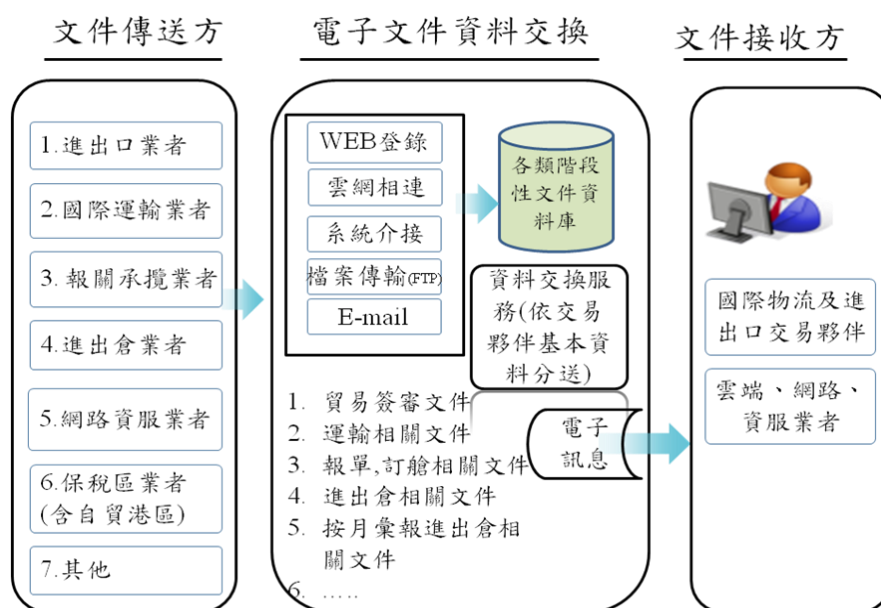 文件傳送方
電子文件資料交換
文件接收方
1.進出口業者
2.國際運輸業者
3.報關承攬業者
4.進出倉業者
5.網路資服業者
6.保稅區業者
(含自貿港區)
7.其他
WEB登錄
雲網相連
系統介接
檔案傳輸(FTP)
E-mail
各類階段
性文件資
料庫
資料交換服
務(依交易
夥伴基本資
料分送)
1. 貿易簽審文件
2. 運輸相關文件
3. 報單,訂艙相關文件
4. 進出倉相關文件
5. 按月彙報進出倉相
關文件
6. .....
電子
訊息
國際物流及進
出口交易夥伴
雲端、網路、
資服業者